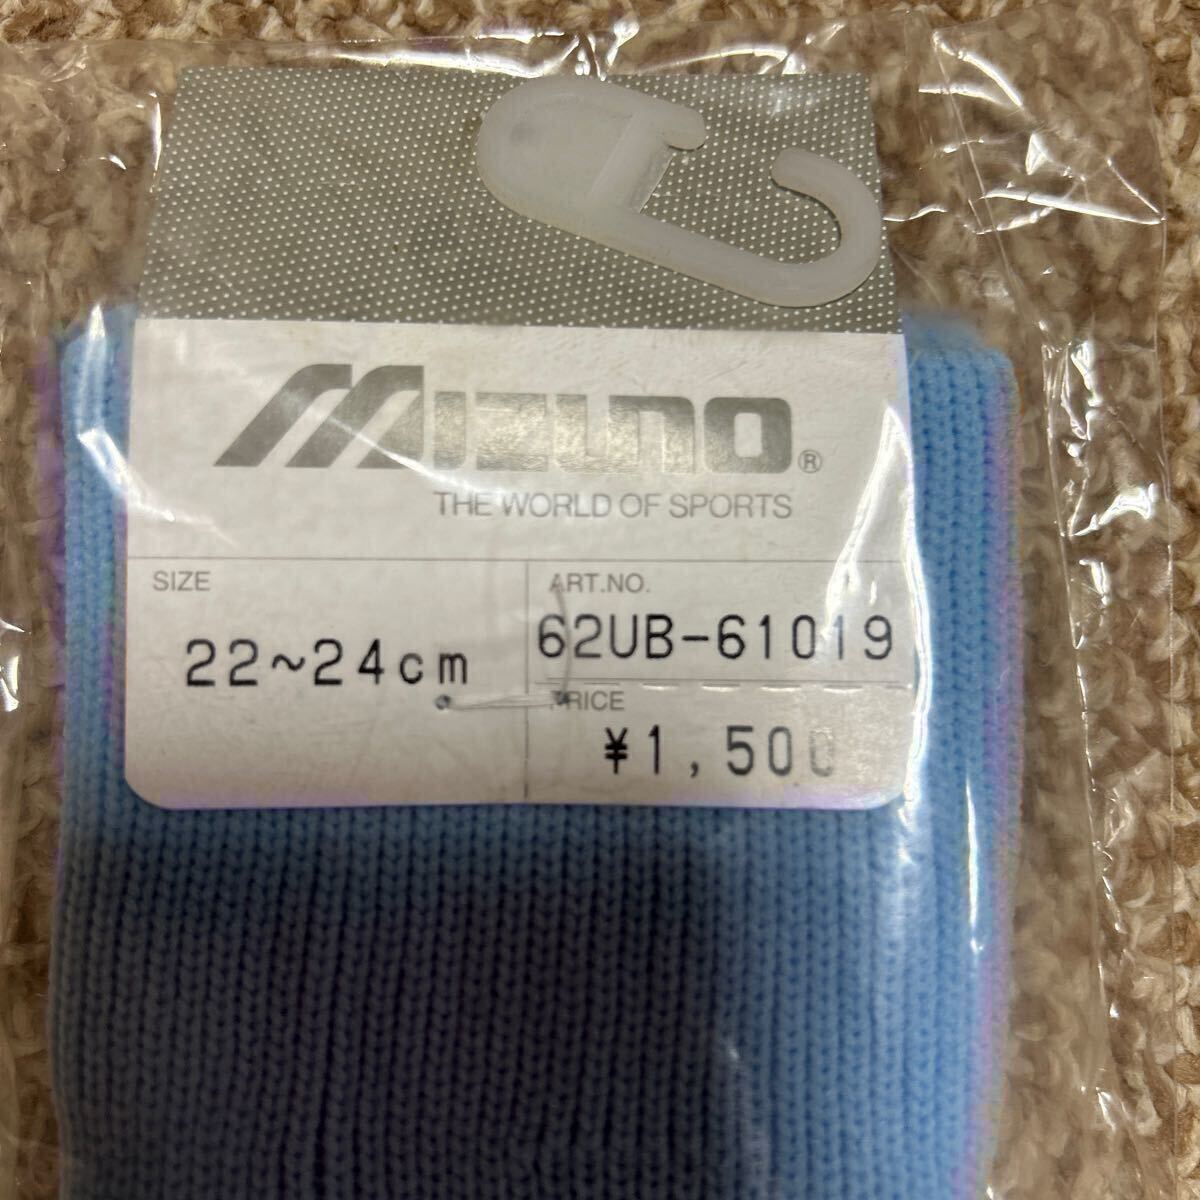 MIZUNO®
THE WORLD OF SPORTS
SIZE
22~24cm
ART.NO.
62UB-61019
PRICE
¥1,500